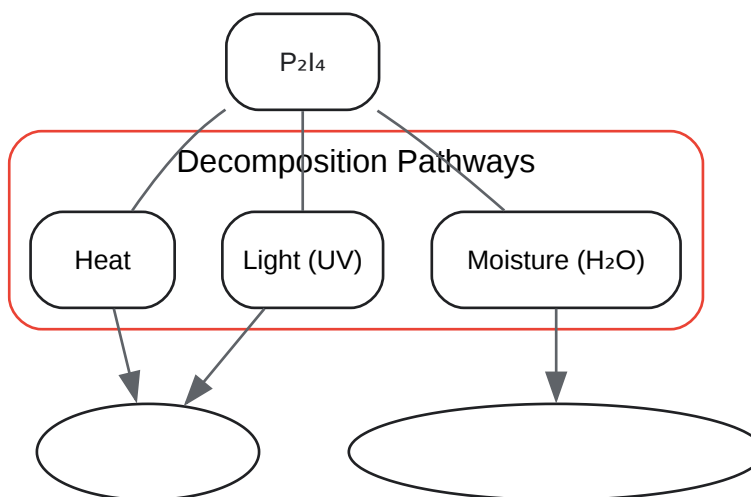 P₂I₄
Decomposition Pathways
Heat
Light (UV)
Moisture (H₂O)